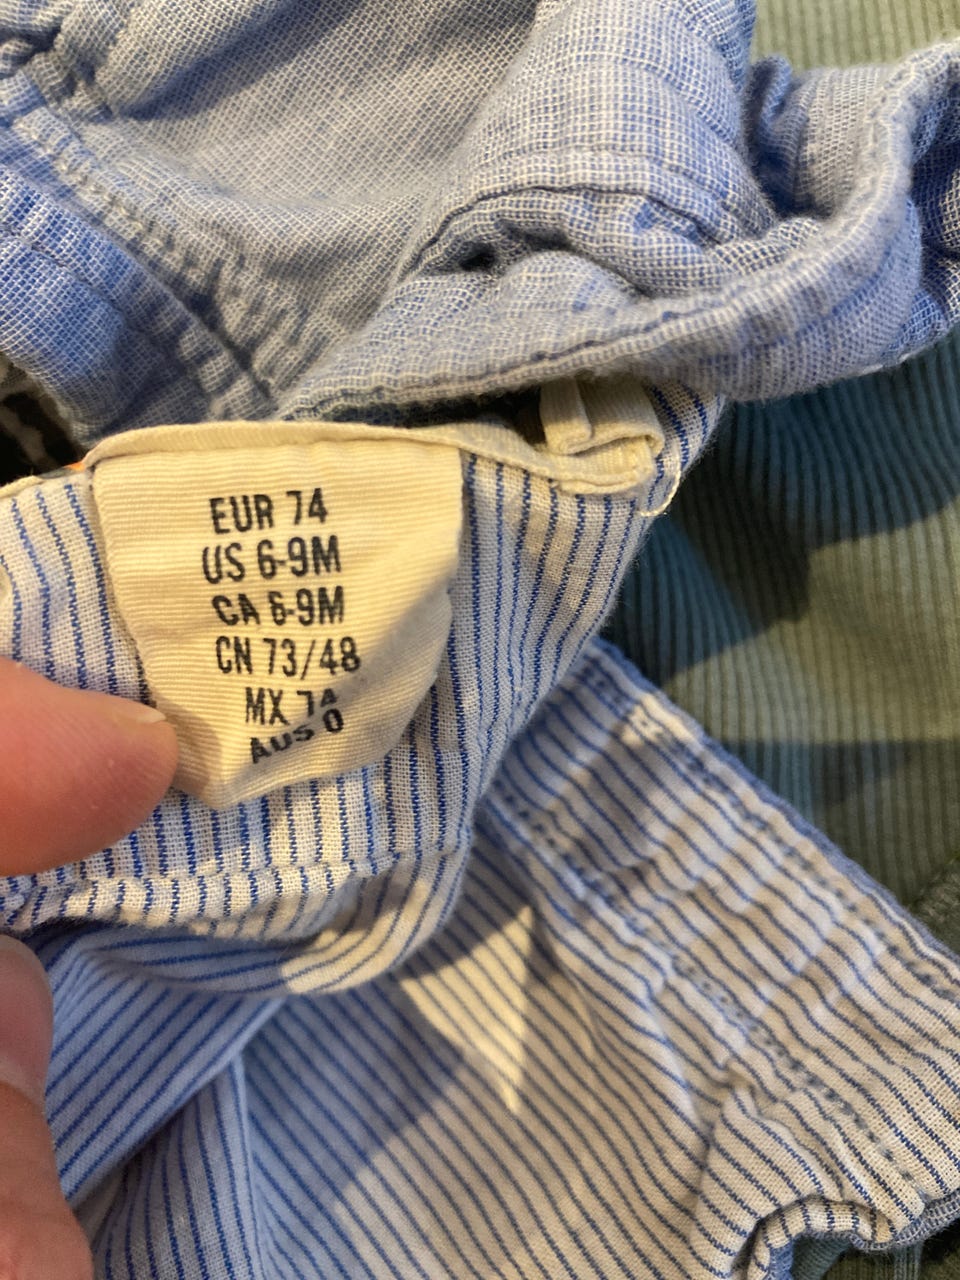 EUR 74
US 6-9M
CA 6-9M
CN 73/48
MX 74
AUS 0